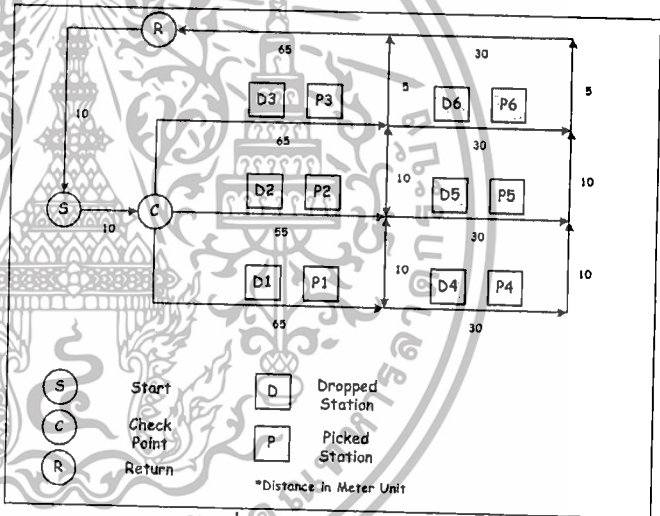 R
65
30
5
5
D3
P3
D6
P6
10
65
30
10
10
D2
P2
D5
P5
S
C
10
55
30
10
10
D1
P1
D4
P4
65
30
S
Start
D
Dropped
Station
C
Check
Point
P
Picked
Station
R
Return
*Distance in Meter Unit